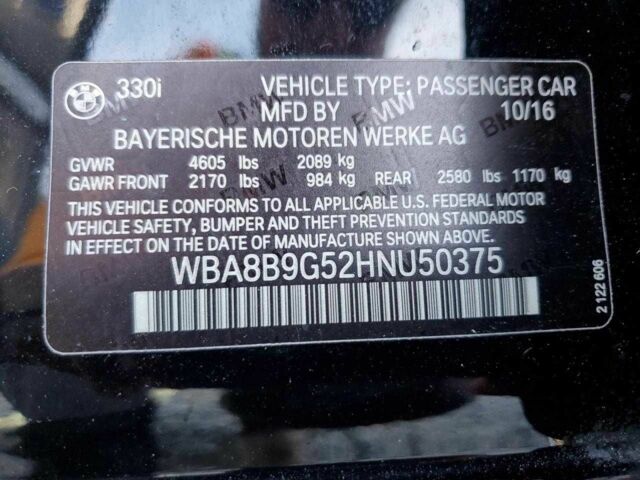 BMW 330i VEHICLE TYPE: PASSENGER CAR
MFD BY 10/16
BAYERISCHE MOTOREN WERKE AG
GVWR 4605 lbs 2089 kg
GAWR FRONT 2170 lbs 984 kg REAR 2580 lbs 1170 kg
THIS VEHICLE CONFORMS TO ALL APPLICABLE U.S. FEDERAL MOTOR
VEHICLE SAFETY, BUMPER AND THEFT PREVENTION STANDARDS
IN EFFECT ON THE DATE OF MANUFACTURE SHOWN ABOVE.
WBA8B9G52HNU50375
2 122 606